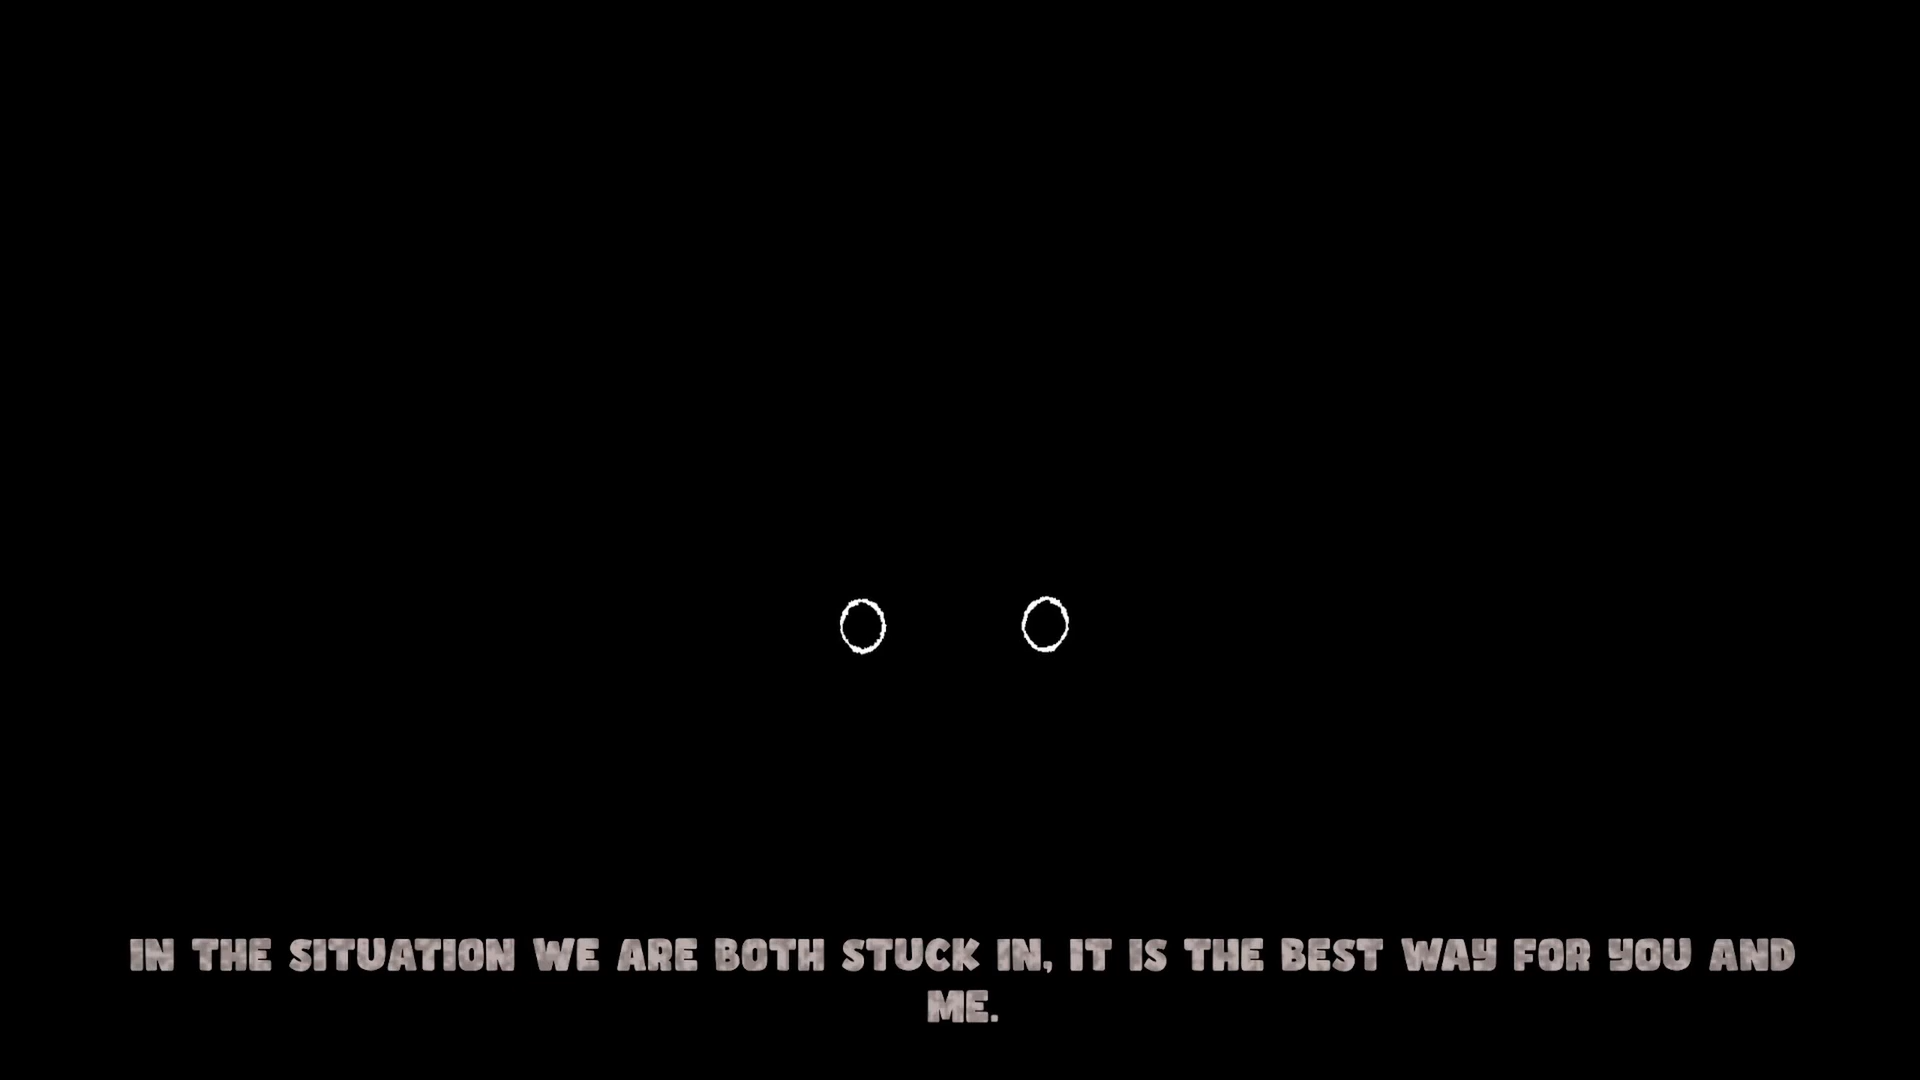 IN THE SITUATION WE ARE BOTH STUCK IN, IT IS THE BEST WAY FOR YOU AND
ME.